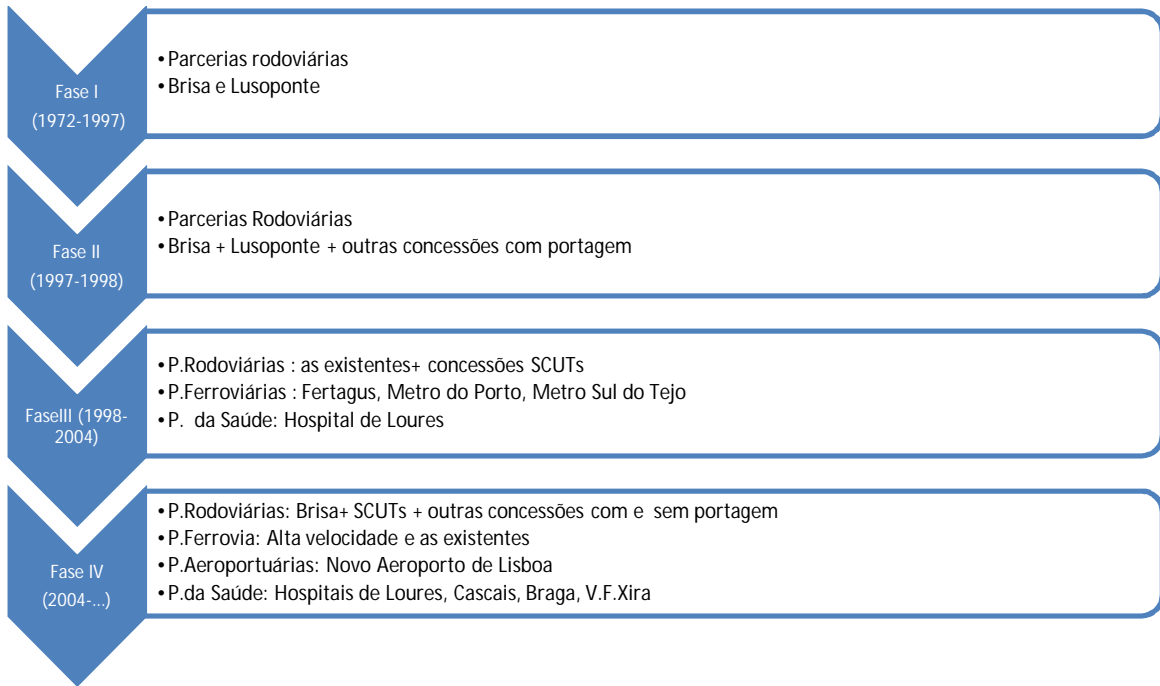 Fase I
(1972-1997)
• Parcerias rodoviárias
• Brisa e Lusoponte
Fase II
(1997-1998)
• Parcerias Rodoviárias
• Brisa + Lusoponte + outras concessões com portagem
FaseIII (1998-
2004)
• P.Rodoviárias : as existentes+ concessões SCUTs
• P.Ferroviárias : Fertagus, Metro do Porto, Metro Sul do Tejo
• P. da Saúde: Hospital de Loures
Fase IV
(2004-...)
• P.Rodoviárias: Brisa+ SCUTs + outras concessões com e sem portagem
• P.Ferrovia: Alta velocidade e as existentes
• P.Aeroportuárias: Novo Aeroporto de Lisboa
• P.da Saúde: Hospitais de Loures, Cascais, Braga, V.F.Xira